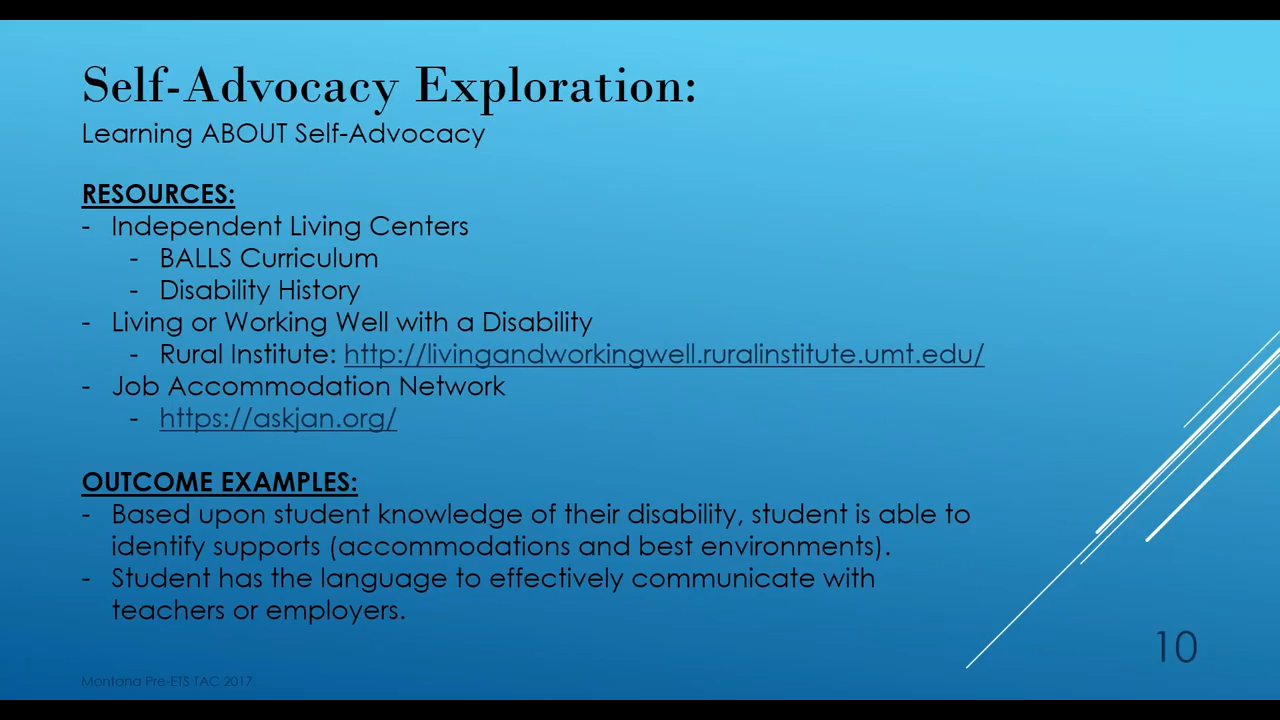 Self-Advocacy Exploration:
Learning ABOUT Self-Advocacy
RESOURCES:
- Independent Living Centers
- BALLS Curriculum
- Disability History
- Living or Working Well with a Disability
- Rural Institute: http://livingandworkingwell.ruralinstitute.umt.edu/
- Job Accommodation Network
- https://askjan.org/
OUTCOME EXAMPLES:
- Based upon student knowledge of their disability, student is able to
identify supports (accommodations and best environments).
- Student has the language to effectively communicate with
teachers or employers.
10
Montana Pre-ETS TAC 2017